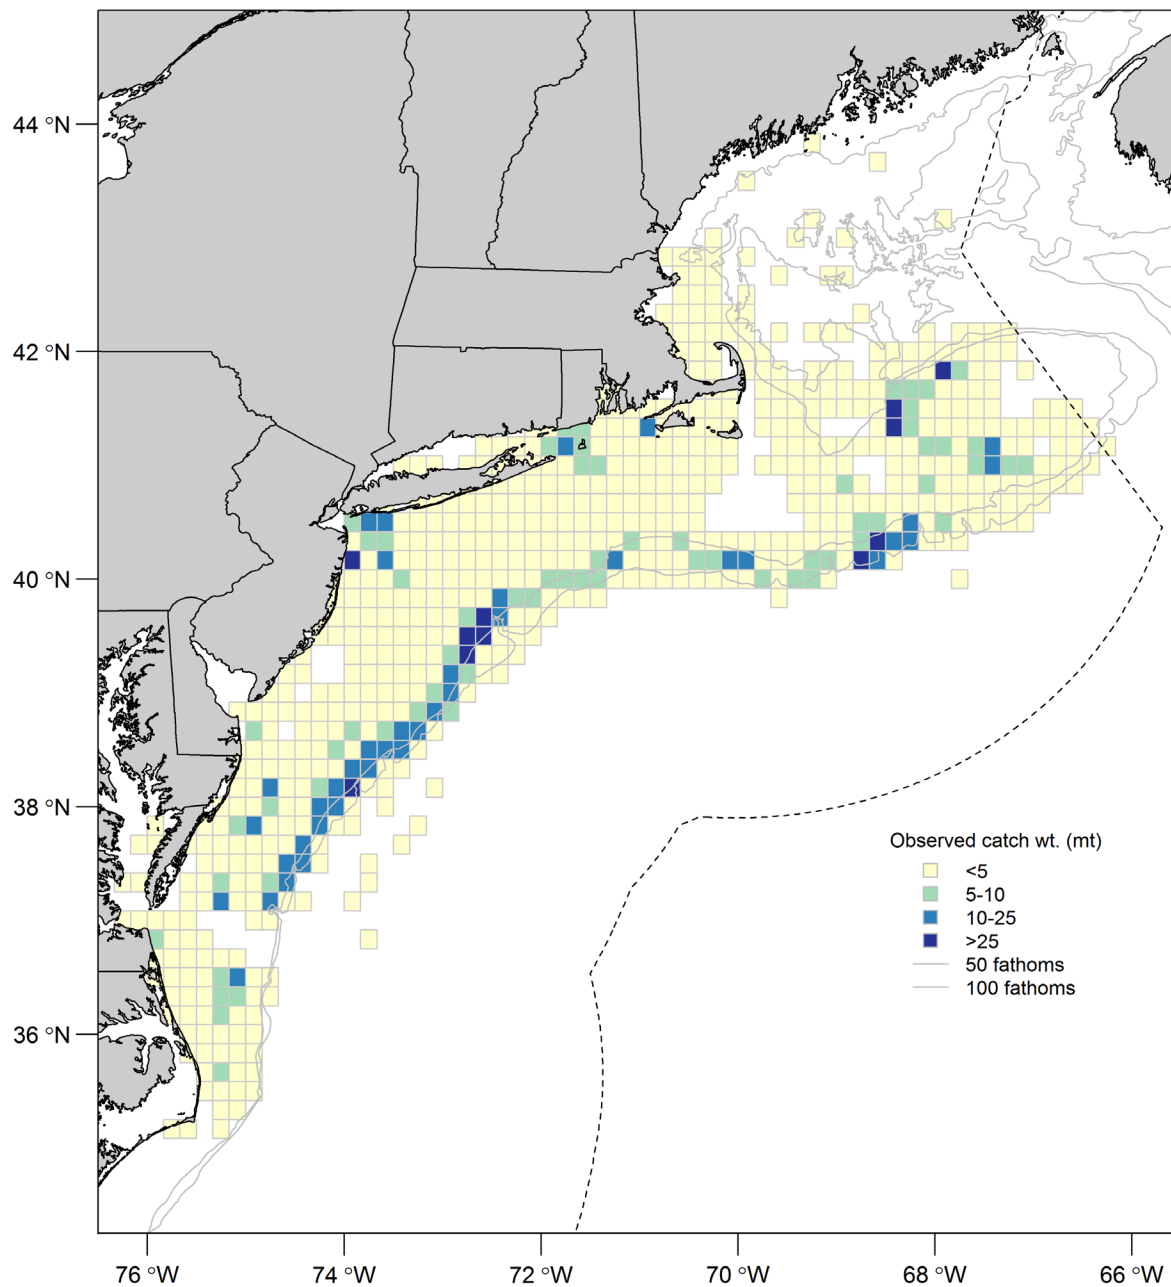 44 °N
42 °N
40 °N
38 °N
36 °N
Observed catch wt. (mt)
<5
5-10
10-25
>25
50 fathoms
100 fathoms
76 °W
74 °W
72 °W
70 °W
68 °W
66 °W